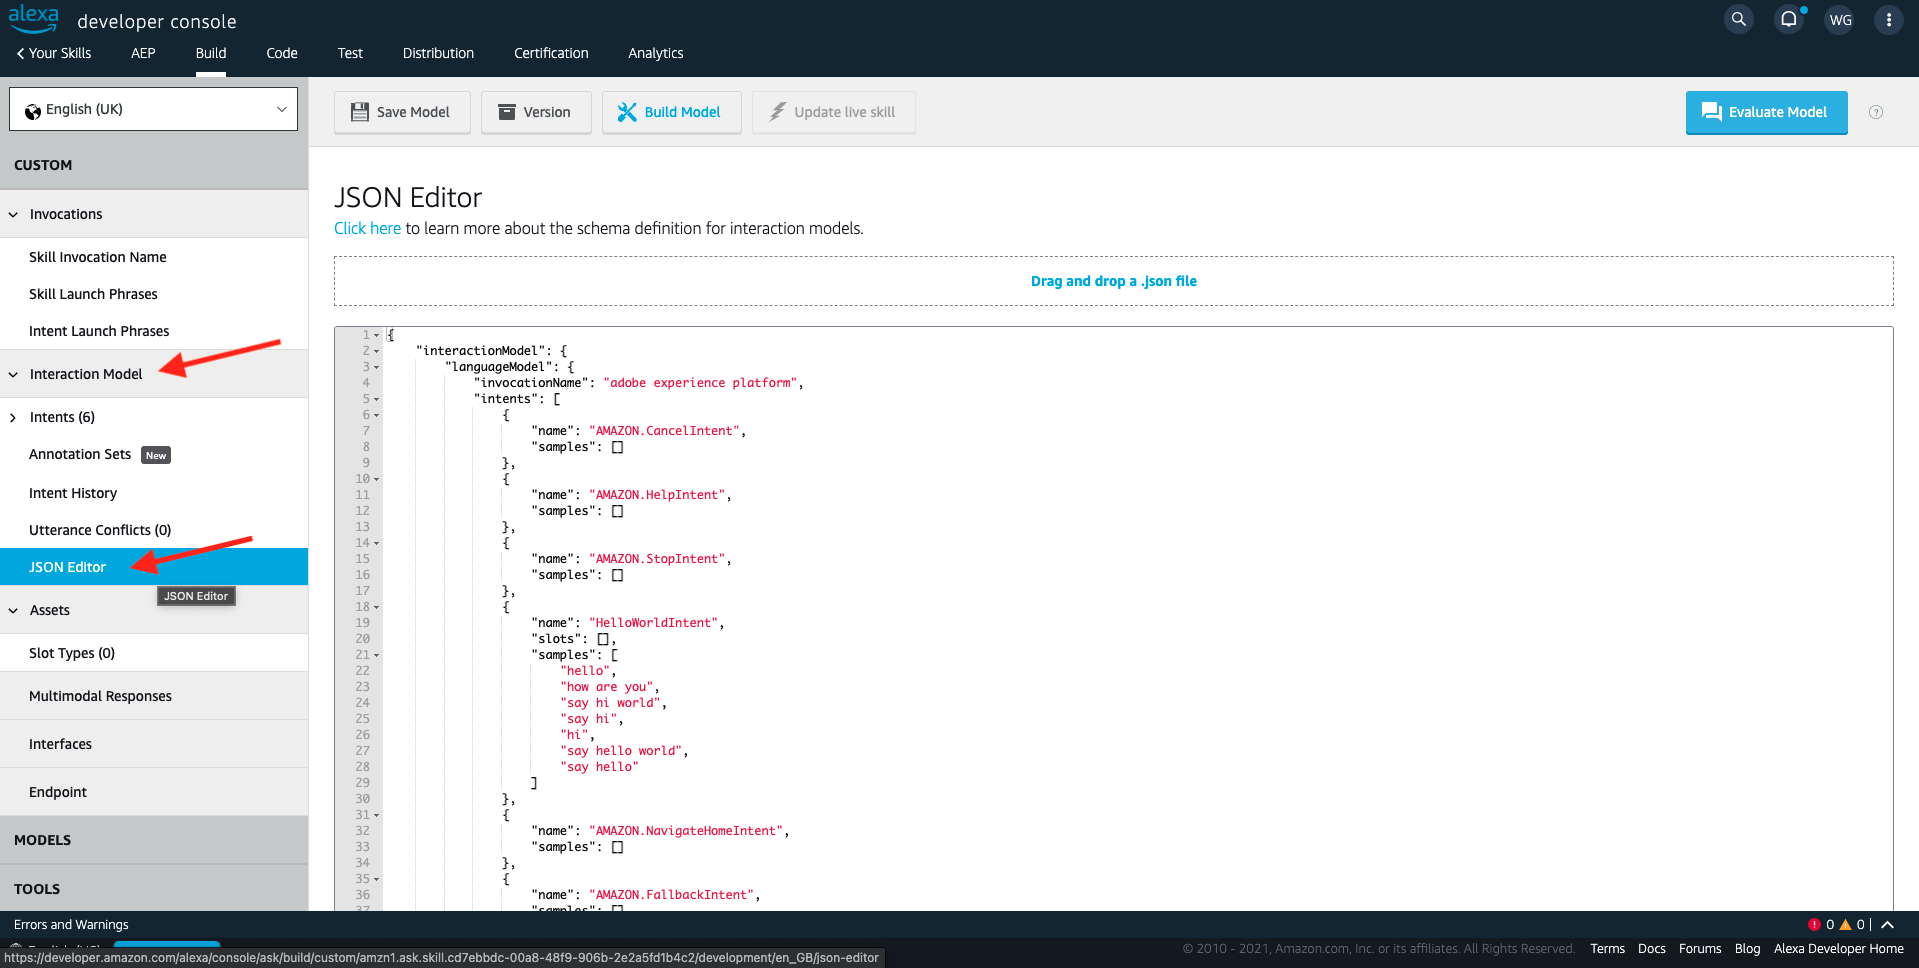 alexa developer console
WG
Your Skills AEP Build Code Test Distribution Certification Analytics
English (UK)
CUSTOM
Invocations
Skill Invocation Name
Skill Launch Phrases
Intent Launch Phrases
Interaction Model
Intents (6)
Annotation Sets New
Intent History
Utterance Conflicts (0)
JSON Editor
JSON Editor
Assets
Slot Types (0)
Multimodal Responses
Interfaces
Endpoint
MODELS
TOOLS
Save Model Version Build Model Update live skill Evaluate Model ?
JSON Editor
Click here to learn more about the schema definition for interaction models.
Drag and drop a .json file
1 {
2 "interactionModel": {
3 "languageModel": {
4 "invocationName": "adobe experience platform",
5 "intents": [
6 {
7 "name": "AMAZON.CancelIntent",
8 "samples": []
9 },
10 {
11 "name": "AMAZON.HelpIntent",
12 "samples": []
13 },
14 {
15 "name": "AMAZON.StopIntent",
16 "samples": []
17 },
18 {
19 "name": "HelloWorldIntent",
20 "slots": [],
21 "samples": [
22 "hello",
23 "how are you",
24 "say hi world",
25 "say hi",
26 "hi",
27 "say hello world",
28 "say hello"
29 ]
30 },
31 {
32 "name": "AMAZON.NavigateHomeIntent",
33 "samples": []
34 },
35 {
36 "name": "AMAZON.FallbackIntent",
37 "samples": []
Errors and Warnings
0 0
© 2010 - 2021, Amazon.com, Inc. or its affiliates. All Rights Reserved. Terms Docs Forums Blog Alexa Developer Home
https://developer.amazon.com/alexa/console/ask/build/custom/amzn1.ask.skill.cd7ebbdc-00a8-48f9-906b-2e2a5fd1b4c2/development/en_GB/json-editor